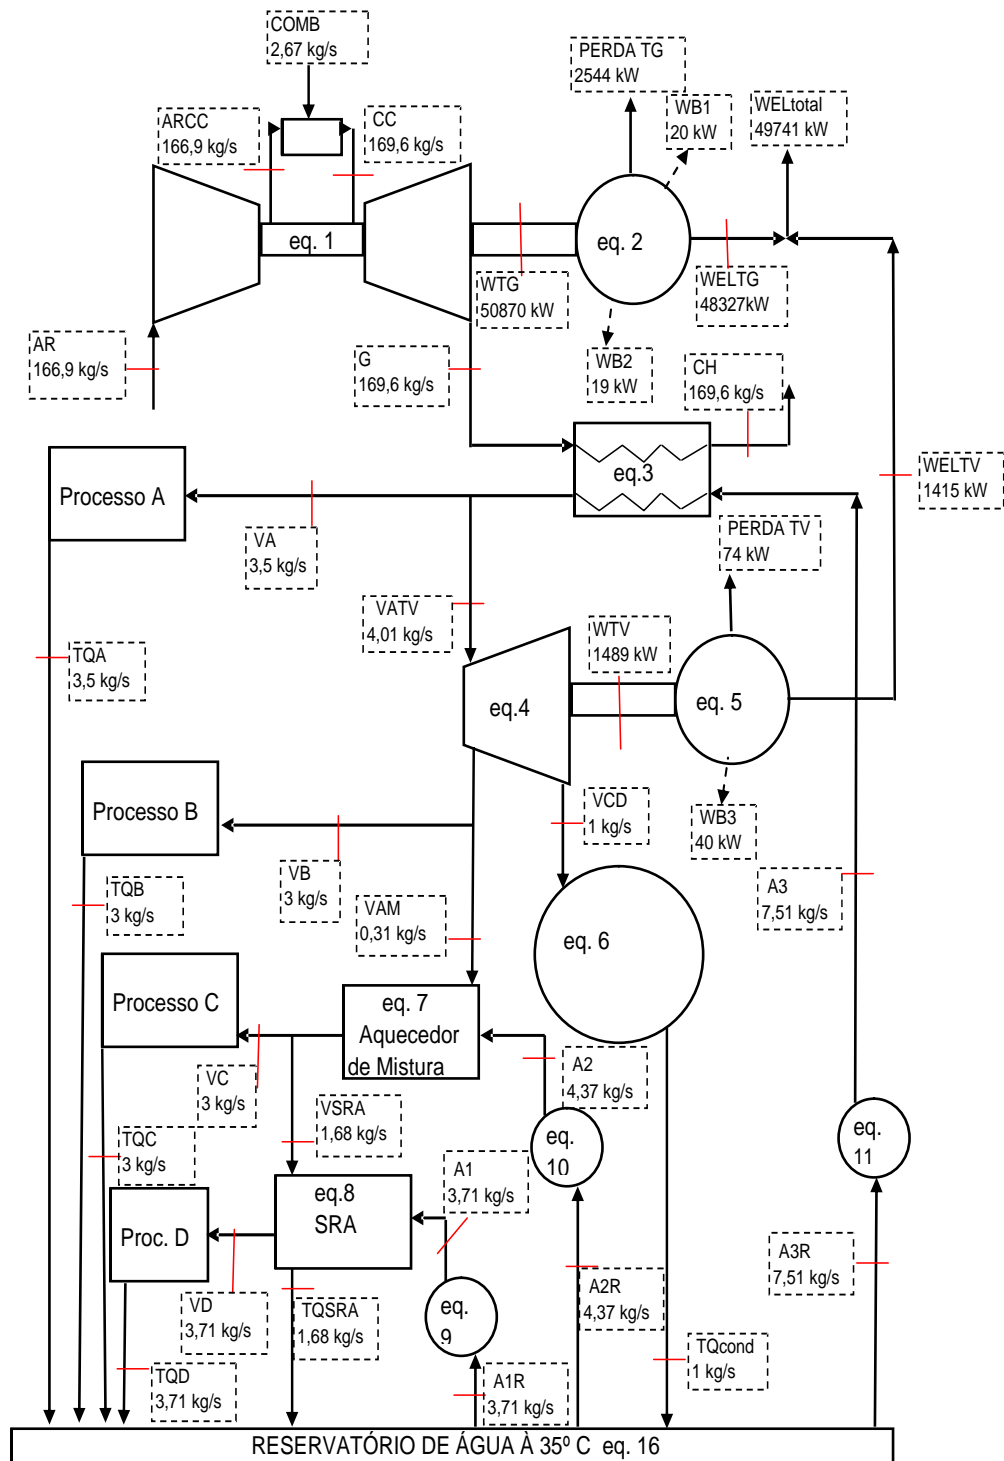 COMB
2,67 kg/s
PERDA TG
2544 kW
WB1
20 kW
WELtotal
49741 kW
ARCC
166,9 kg/s
CC
169,6 kg/s
eq. 1
eq. 2
WTG
50870 kW
WELTG
48327kW
AR
166,9 kg/s
G
169,6 kg/s
WB2
19 kW
CH
169,6 kg/s
Processo A
eq.3
WELTV
1415 kW
VA
3,5 kg/s
PERDA TV
74 kW
VATV
4,01 kg/s
WTV
1489 kW
TQA
3,5 kg/s
eq.4
eq. 5
Processo B
VCD
1 kg/s
WB3
40 kW
VB
3 kg/s
TQB
3 kg/s
A3
7,51 kg/s
VAM
0,31 kg/s
eq. 6
Processo C
eq. 7
Aquecedor
de Mistura
A2
4,37 kg/s
VC
3 kg/s
VSRA
1,68 kg/s
eq.
10
eq.
11
TQC
3 kg/s
A1
3,71 kg/s
eq.8
SRA
Proc. D
A3R
7,51 kg/s
A2R
4,37 kg/s
VD
3,71 kg/s
TQSRA
1,68 kg/s
eq.
9
TQcond
1 kg/s
TQD
3,71 kg/s
A1R
3,71 kg/s
RESERVATÓRIO DE ÁGUA À 35º C eq. 16